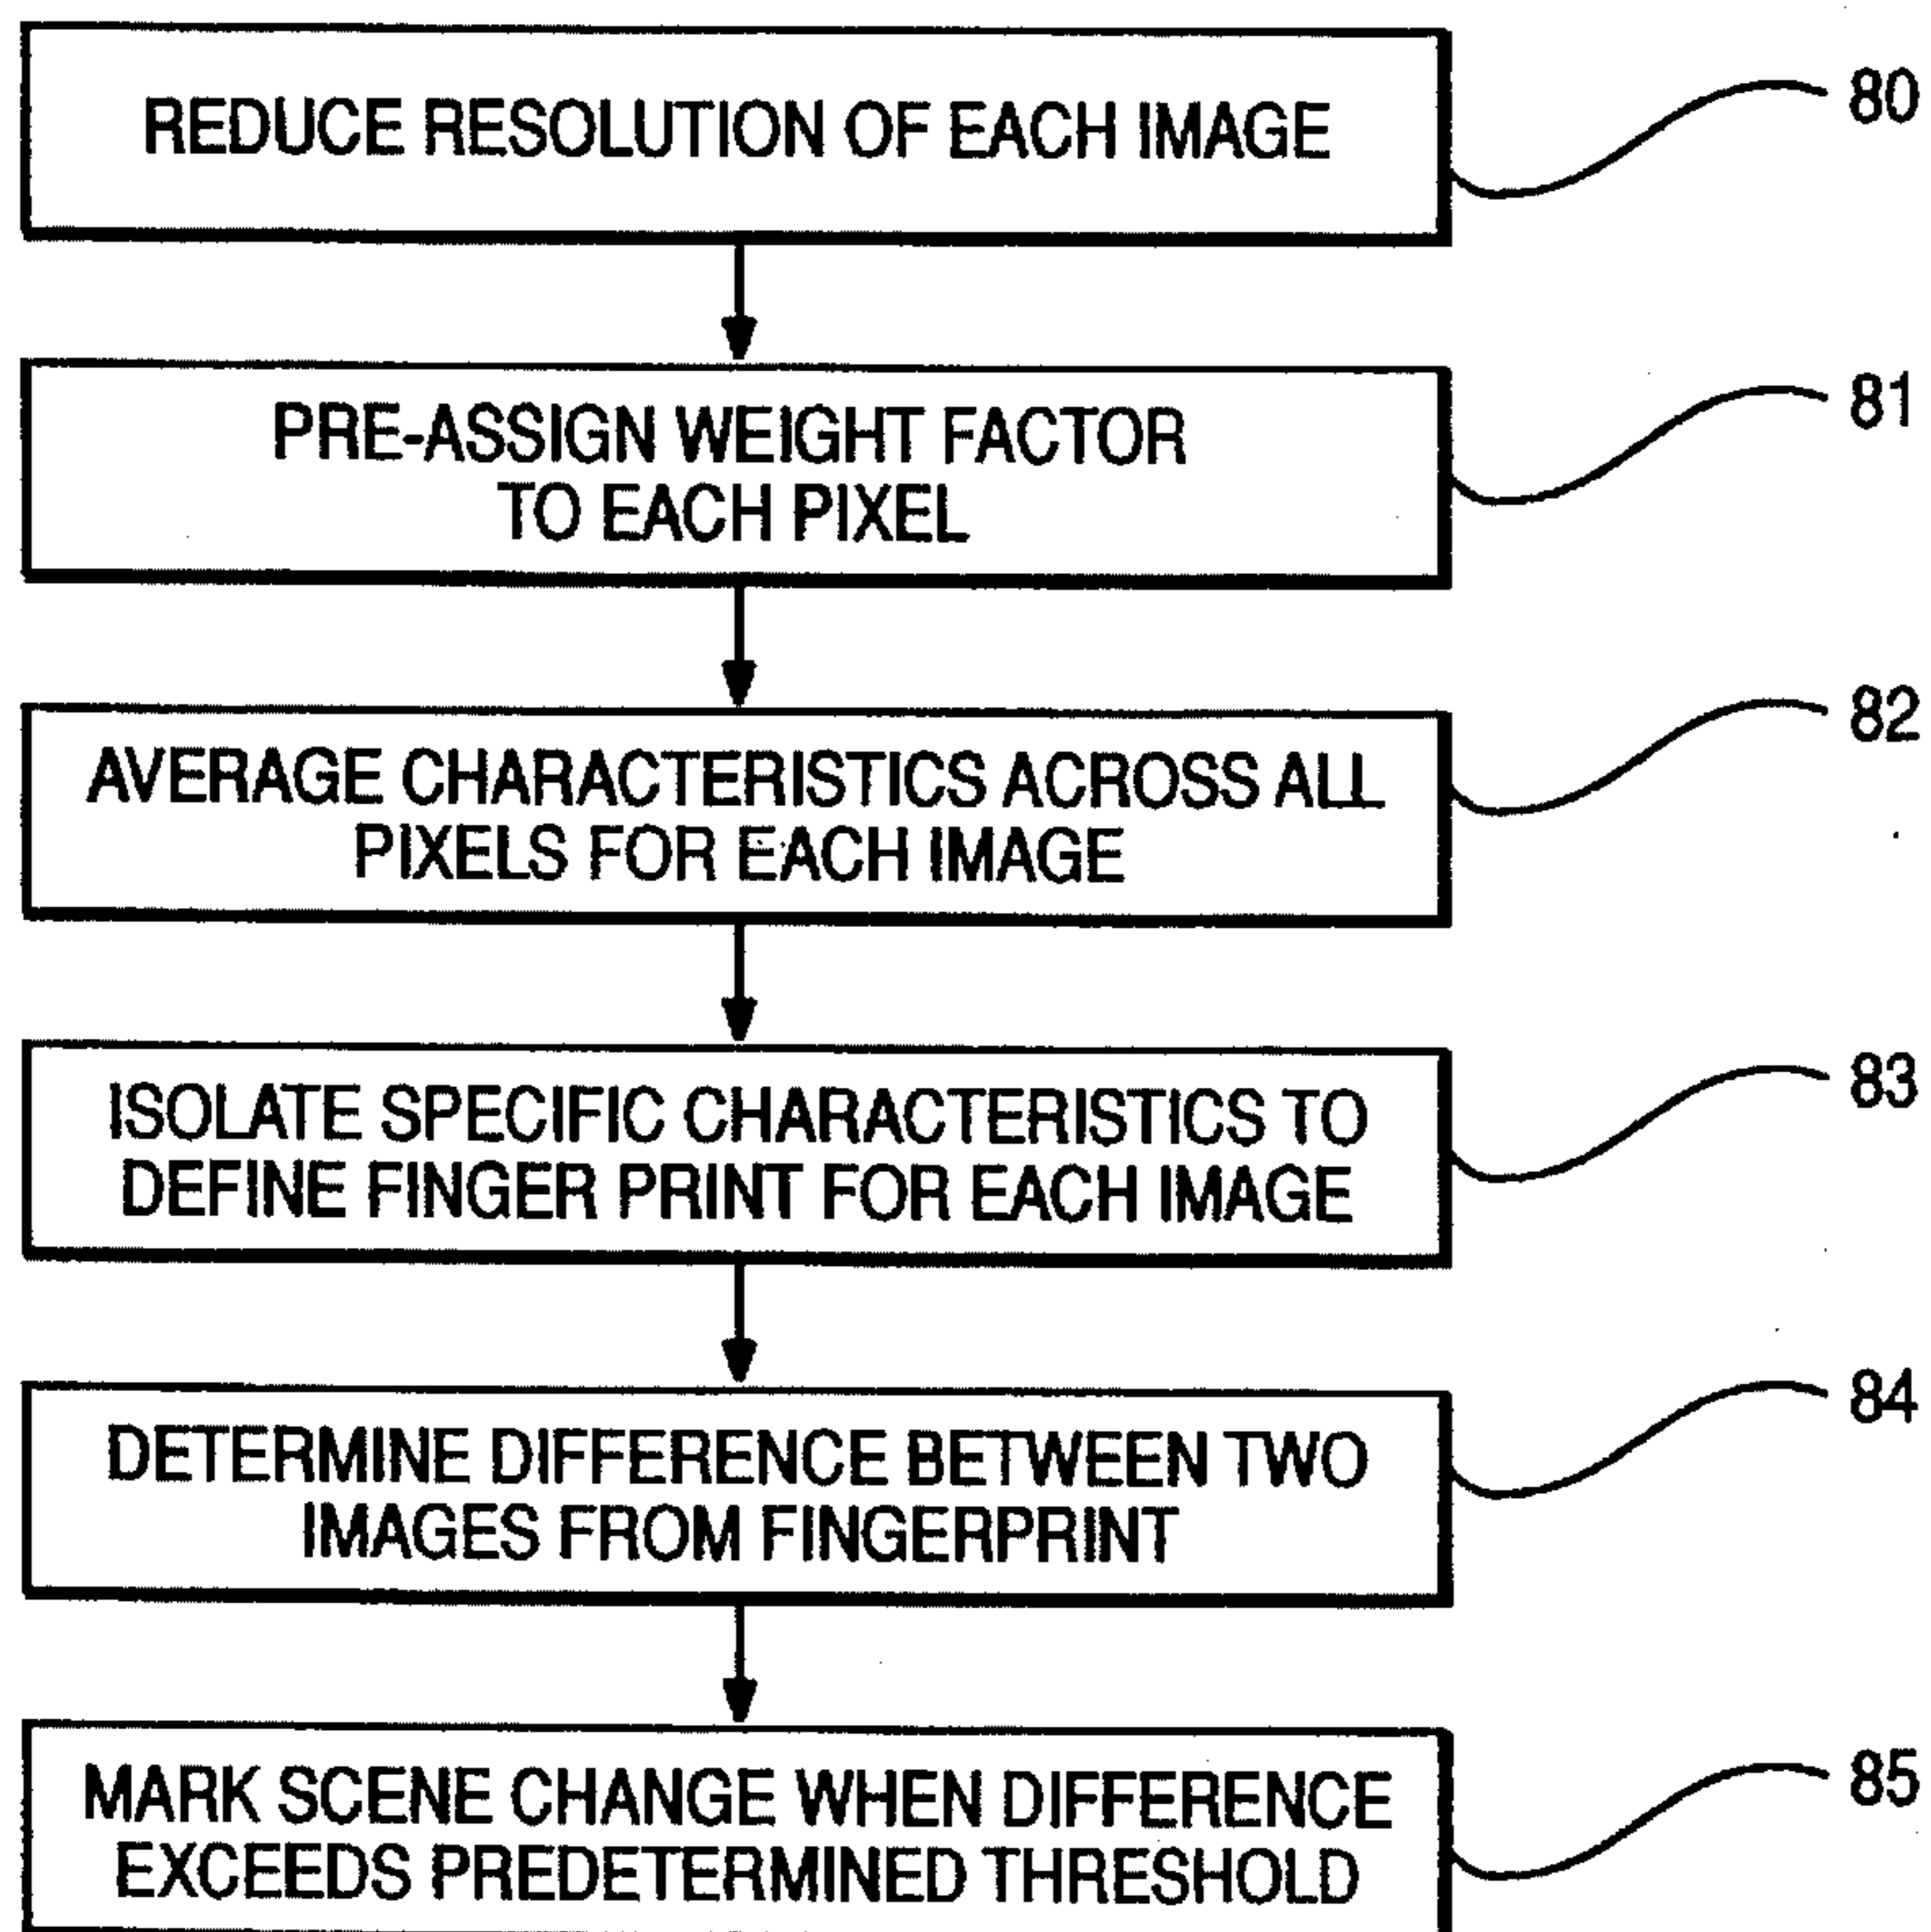 REDUCE RESOLUTION OF EACH IMAGE
80
PRE-ASSIGN WEIGHT FACTOR
TO EACH PIXEL
81
AVERAGE CHARACTERISTICS ACROSS ALL
PIXELS FOR EACH IMAGE
82
ISOLATE SPECIFIC CHARACTERISTICS TO
DEFINE FINGER PRINT FOR EACH IMAGE
83
DETERMINE DIFFERENCE BETWEEN TWO
IMAGES FROM FINGERPRINT
84
MARK SCENE CHANGE WHEN DIFFERENCE
EXCEEDS PREDETERMINED THRESHOLD
85